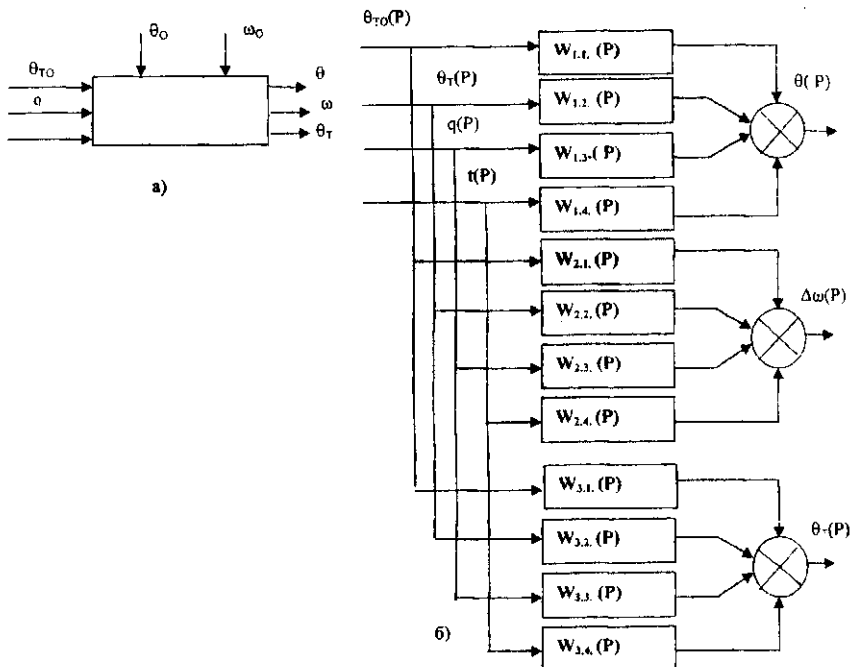 θ_O
ω_O
θ_TO
θ
q
ω
θ_T
а)
θ_TO(P)
θ_T(P)
q(P)
t(P)
W_1.1. (P)
W_1.2. (P)
W_1.3.( P)
W_1.4. (P)
θ( P)
W_2.1. (P)
W_2.2. (P)
W_2.3. (P)
W_2.4. (P)
Δω(P)
W_3.1. (P)
W_3.2. (P)
W_3.3. (P)
W_3.4. (P)
θ_T(P)
б)